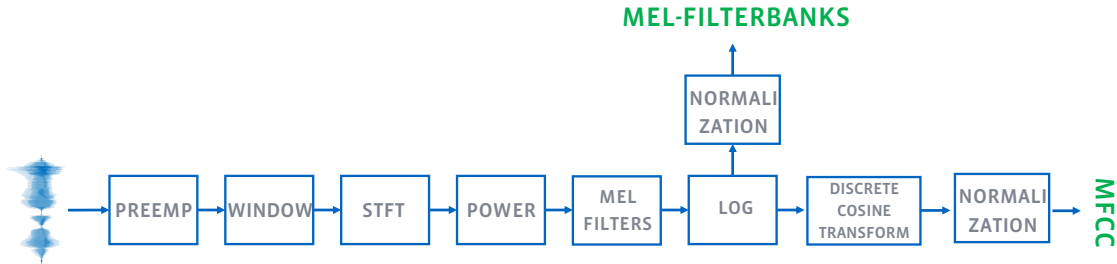 MEL-FILTERBANKS
NORMALI
ZATION
PREEMP
WINDOW
STFT
POWER
MEL
FILTERS
LOG
DISCRETE
COSINE
TRANSFORM
NORMALI
ZATION
MFCC